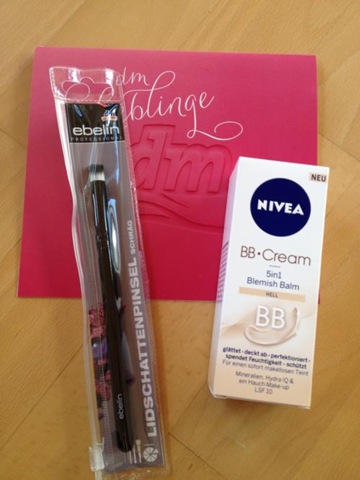 dm
Lieblinge
dm
ebelin
PROFESSIONAL
LIDSCHATTENPINSEL SCHRÄG
ebelin
NEU
NIVEA
BB•Cream
5in1
Blemish Balm
HELL
BB
glättet • deckt ab • perfektioniert •
spendet Feuchtigkeit • schützt
Für einen sofort makellosen Teint
Mineralien, Hydra IQ &
ein Hauch Make-up
LSF 10